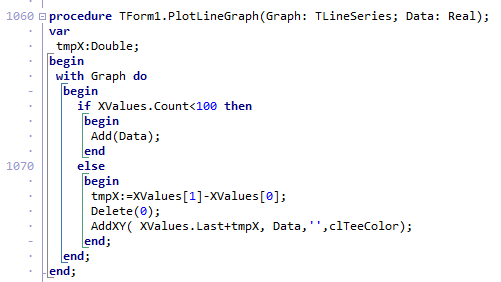 1060 procedure TForm1.PlotLineGraph(Graph: TLineSeries; Data: Real);
var
tmpX:Double;
begin
with Graph do
begin
if XValues.Count<100 then
begin
Add(Data);
end
1070 else
begin
tmpX:=XValues[1]-XValues[0];
Delete(0);
AddXY( XValues.Last+tmpX, Data,'',clTeeColor);
end;
end;
end;